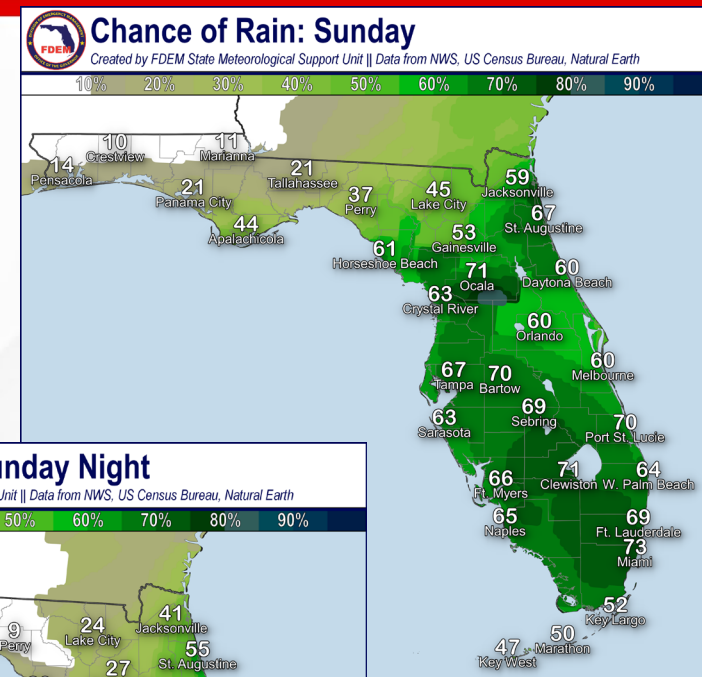 FDEM
Chance of Rain: Sunday
Created by FDEM State Meteorological Support Unit || Data from NWS, US Census Bureau, Natural Earth
10% 20% 30% 40% 50% 60% 70% 80% 90%
10
Crestview
11
Marianna
14
Pensacola
21
Tallahassee
21
Panama City
37
Perry
45
Lake City
59
Jacksonville
44
Apalachicola
53
Gainesville
67
St. Augustine
61
Horseshoe Beach
71
Ocala
60
Daytona Beach
63
Crystal River
60
Orlando
60
Melbourne
67
Tampa
70
Bartow
63
Sarasota
69
Sebring
70
Port St. Lucie
66
Ft. Myers
71
Clewiston
64
W. Palm Beach
65
Naples
69
Ft. Lauderdale
73
Miami
52
Key Largo
50
Marathon
47
Key West
unday Night
Unit || Data from NWS, US Census Bureau, Natural Earth
50% 60% 70% 80% 90%
9
Perry
24
Lake City
41
Jacksonville
55
St. Augustine
27